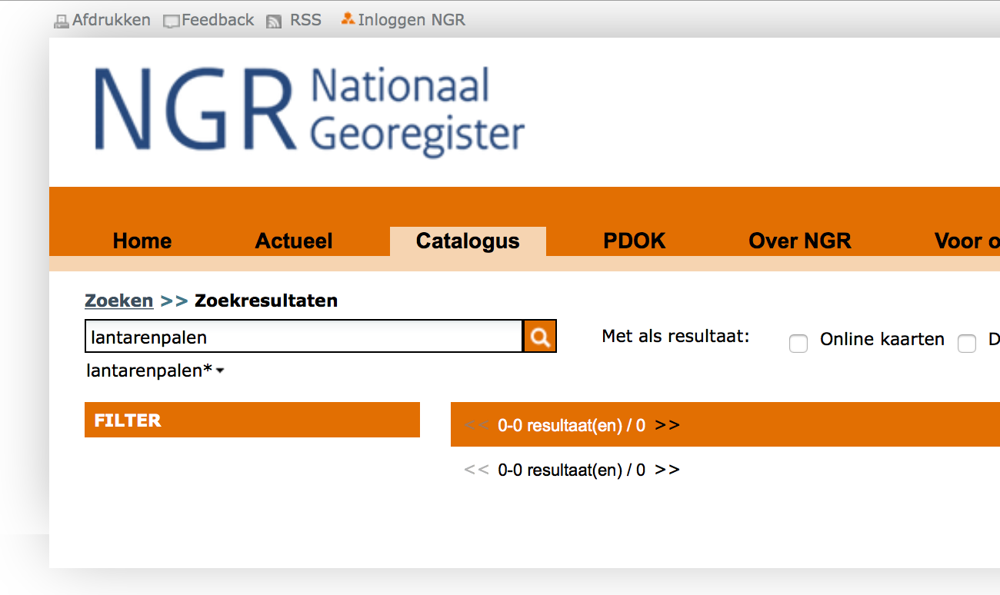 Afdrukken Feedback RSS Inloggen NGR
NGR Nationaal Georegister
Home Actueel Catalogus PDOK Over NGR Voor o
Zoeken >> Zoekresultaten
lantarenpalen Met als resultaat: Online kaarten D
lantarenpalen*
FILTER
<< 0-0 resultaat(en) / 0 >>
<< 0-0 resultaat(en) / 0 >>